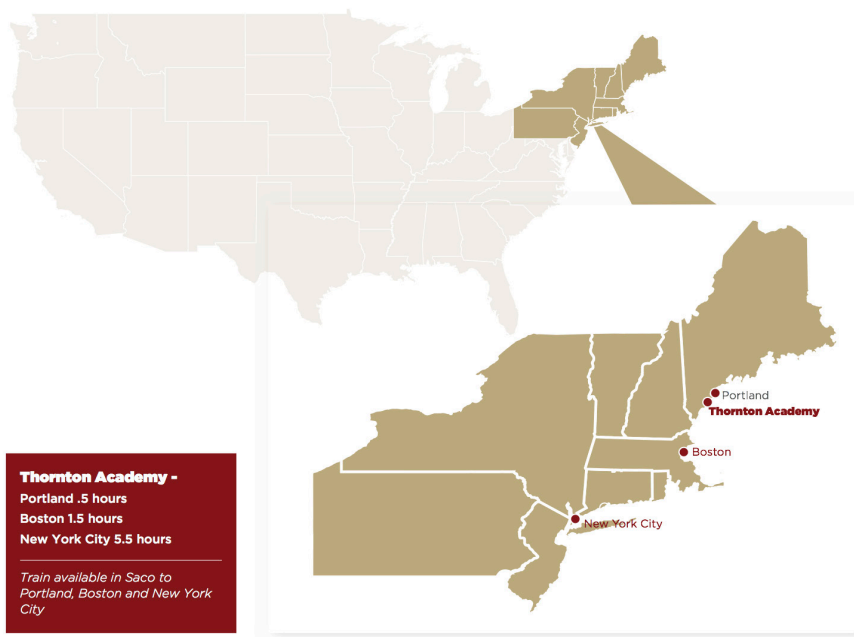 Portland
Thornton Academy
Boston
New York City
Thornton Academy -
Portland .5 hours
Boston 1.5 hours
New York City 5.5 hours
Train available in Saco to
Portland, Boston and New York
City